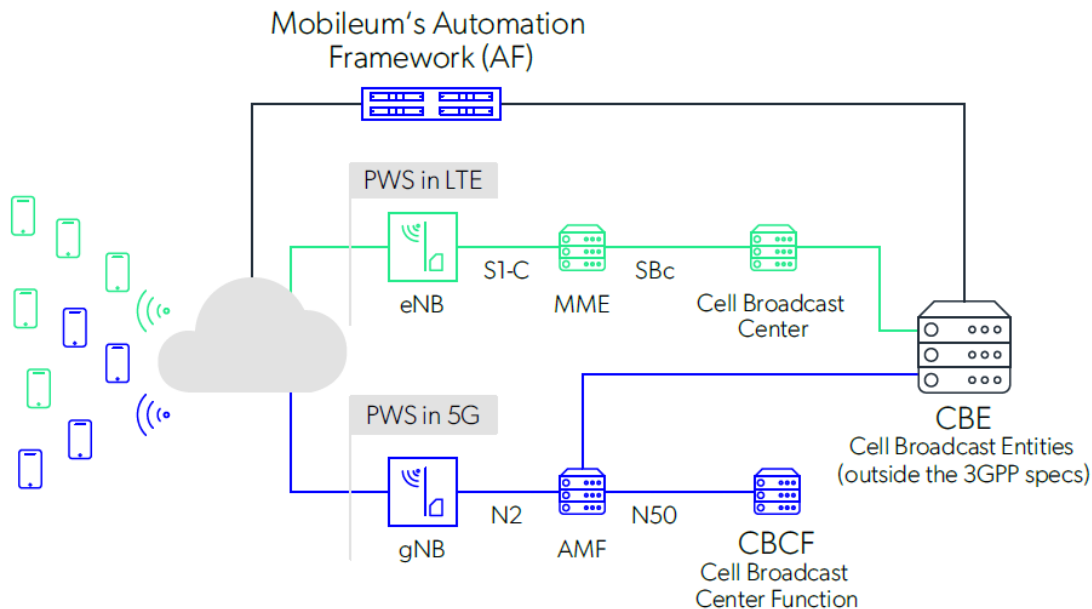 Mobileum's Automation
Framework (AF)
PWS in LTE
S1-C
SBc
eNB
MME
Cell Broadcast
Center
PWS in 5G
CBE
Cell Broadcast Entities
(outside the 3GPP specs)
N2
N50
gNB
AMF
CBCF
Cell Broadcast
Center Function